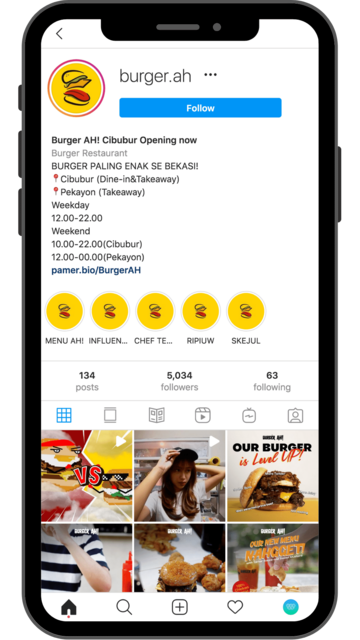 burger.ah ...
Follow
Burger AH! Cibubur Opening now
Burger Restaurant
BURGER PALING ENAK SE BEKASI!
📍Cibubur (Dine-in&Takeaway)
📍Pekayon (Takeaway)
Weekday
12.00-22.00
Weekend
10.00-22.00(Cibubur)
12.00-00.00(Pekayon)
pamer.bio/BurgerAH
MENU AH! INFLUEN... CHEF TE... RIPIUW SKEJUL
134 5,034 63
posts followers following
VS
BURGER AH!
OUR BURGER
is Level UP!
BURGER AH! BURGER AH! BURGER AH!
OUR NEW MENU